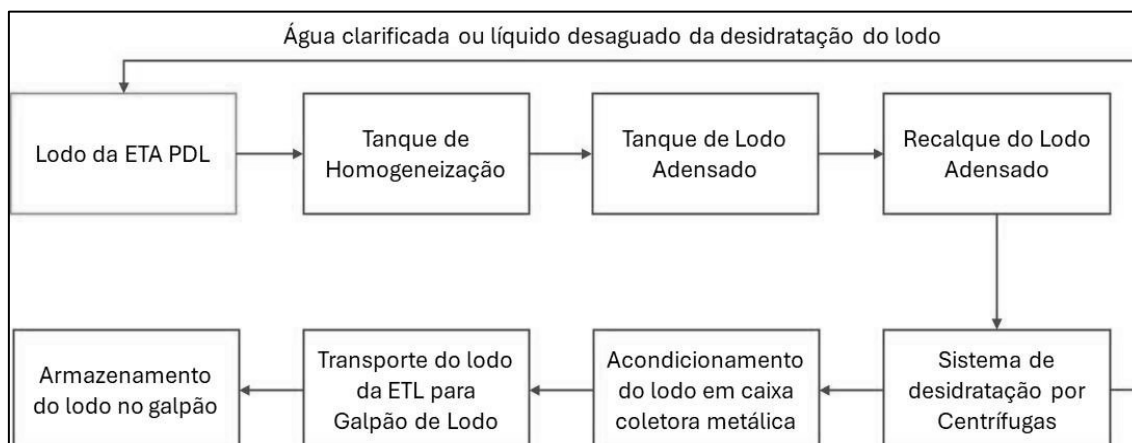 Água clarificada ou líquido desaguado da desidratação do lodo
Lodo da ETA PDL
Tanque de
Homogeneização
Tanque de Lodo
Adensado
Recalque do Lodo
Adensado
Armazenamento
do lodo no galpão
Transporte do lodo
da ETL para
Galpão de Lodo
Acondicionamento
do lodo em caixa
coletora metálica
Sistema de
desidratação por
Centrífugas